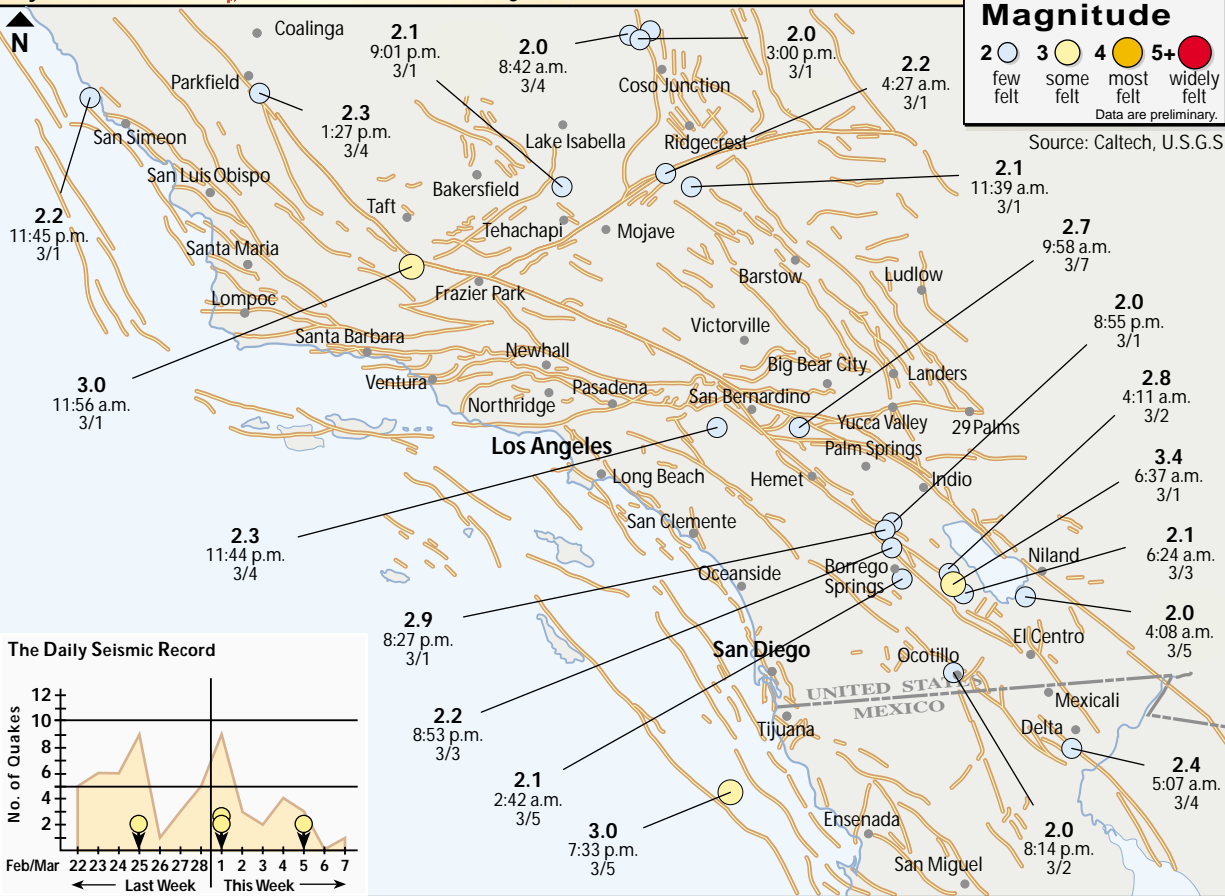 Magnitude
2 3 4 5+
few felt
some felt
most felt
widely felt
Data are preliminary.
Source: Caltech, U.S.G.S
N
Coalinga
Parkfield
San Simeon
San Luis Obispo
Santa Maria
Lompoc
Santa Barbara
Ventura
Taft
Bakersfield
Lake Isabella
Tehachapi
Mojave
Frazier Park
Coso Junction
Ridgecrest
Barstow
Ludlow
Victorville
Newhall
Northridge
Pasadena
San Bernardino
Big Bear City
Landers
Yucca Valley
29 Palms
Palm Springs
Los Angeles
Long Beach
Hemet
Indio
San Clemente
Oceanside
Borrego
Springs
Niland
San Diego
Ocotillo
El Centro
UNITED STATES
MEXICO
Tijuana
Mexicali
Delta
Ensenada
San Miguel
2.1
9:01 p.m.
3/1
2.0
8:42 a.m.
3/4
2.0
3:00 p.m.
3/1
2.2
4:27 a.m.
3/1
2.3
1:27 p.m.
3/4
2.1
11:39 a.m.
3/1
2.2
11:45 p.m.
3/1
2.7
9:58 a.m.
3/7
2.0
8:55 p.m.
3/1
3.0
11:56 a.m.
3/1
2.8
4:11 a.m.
3/2
3.4
6:37 a.m.
3/1
2.3
11:44 p.m.
3/4
2.1
6:24 a.m.
3/3
2.9
8:27 p.m.
3/1
2.0
4:08 a.m.
3/5
2.2
8:53 p.m.
3/3
2.1
2:42 a.m.
3/5
3.0
7:33 p.m.
3/5
2.0
8:14 p.m.
3/2
2.4
5:07 a.m.
3/4
The Daily Seismic Record
No. of Quakes
12
10
8
6
4
2
Feb/Mar 22 23 24 25 26 27 28 1 2 3 4 5 6 7
Last Week This Week